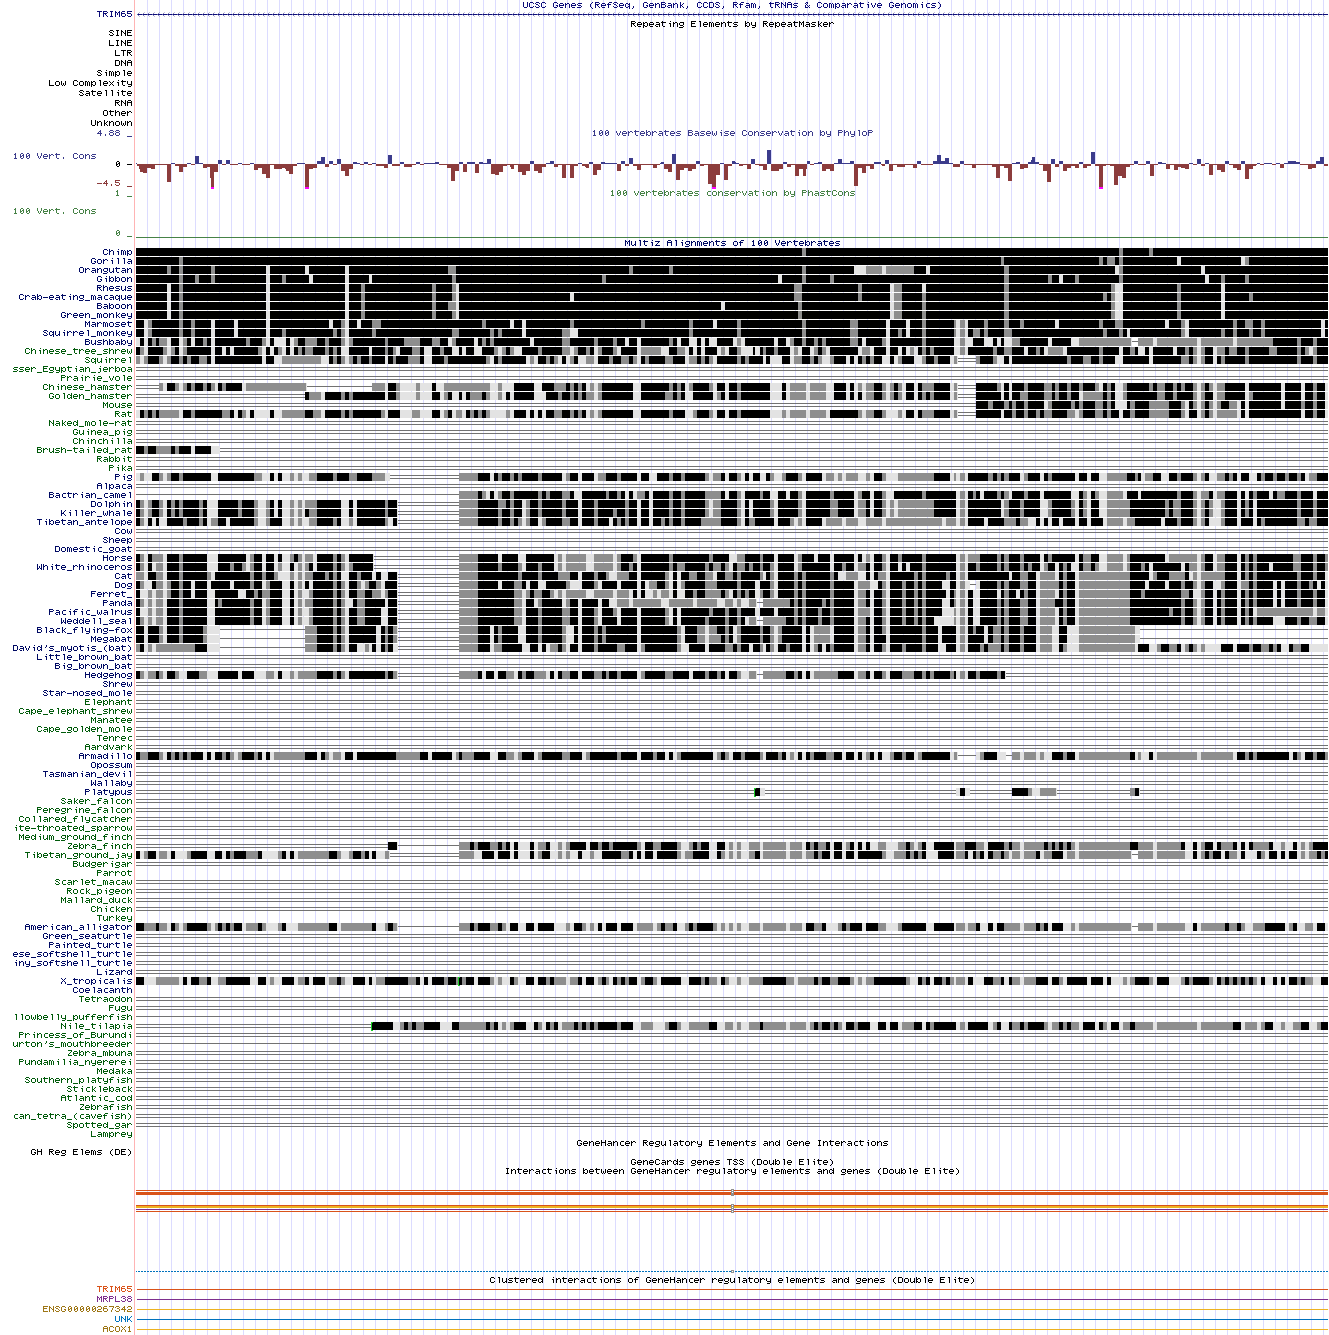 UCSC Genes (RefSeq, GenBank, CCDS, Rfam, tRNAs & Comparative Genomics)
TRIM65
Repeating Elements by RepeatMasker
SINE
LINE
LTR
DNA
Simple
Low Complexity
Satellite
RNA
Other
Unknown
4.88 _
100 vertebrates Basewise Conservation by PhyloP
100 Vert. Cons
0 _
-4.5 _
100 vertebrates conservation by PhastCons
1 _
100 Vert. Cons
0 _
Multiz Alignments of 100 Vertebrates
Chimp
Gorilla
Orangutan
Gibbon
Rhesus
Crab-eating_macaque
Baboon
Green_monkey
Marmoset
Squirrel_monkey
Bushbaby
Chinese_tree_shrew
Squirrel
sser_Egyptian_jerboa
Prairie_vole
Chinese_hamster
Golden_hamster
Mouse
Rat
Naked_mole-rat
Guinea_pig
Chinchilla
Brush-tailed_rat
Rabbit
Pika
Pig
Alpaca
Bactrian_camel
Dolphin
Killer_whale
Tibetan_antelope
Cow
Sheep
Domestic_goat
Horse
White_rhinoceros
Cat
Dog
Ferret_
Panda
Pacific_walrus
Weddell_seal
Black_flying-fox
Megabat
David's_myotis_(bat)
Little_brown_bat
Big_brown_bat
Hedgehog
Shrew
Star-nosed_mole
Elephant
Cape_elephant_shrew
Manatee
Cape_golden_mole
Tenrec
Aardvark
Armadillo
Opossum
Tasmanian_devil
Wallaby
Platypus
Saker_falcon
Peregrine_falcon
Collared_flycatcher
ite-throated_sparrow
Medium_ground_finch
Zebra_finch
Tibetan_ground_jay
Budgerigar
Parrot
Scarlet_macaw
Rock_pigeon
Mallard_duck
Chicken
Turkey
American_alligator
Green_seaturtle
Painted_turtle
ese_softshell_turtle
iny_softshell_turtle
Lizard
X_tropicalis
Coelacanth
Tetraodon
Fugu
llowbelly_pufferfish
Nile_tilapia
Princess_of_Burundi
urton's_mouthbreeder
Zebra_mbuna
Pundamilia_nyererei
Medaka
Southern_platyfish
Stickleback
Atlantic_cod
Zebrafish
can_tetra_(cavefish)
Spotted_gar
Lamprey
GeneHancer Regulatory Elements and Gene Interactions
GH Reg Elems (DE)
GeneCards genes TSS (Double Elite)
Interactions between GeneHancer regulatory elements and genes (Double Elite)
Clustered interactions of GeneHancer regulatory elements and genes (Double Elite)
TRIM65
MRPL38
ENSG00000267342
UNK
ACOX1